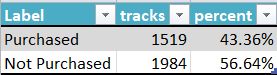 Label tracks percent
Purchased 1519 43.36%
Not Purchased 1984 56.64%